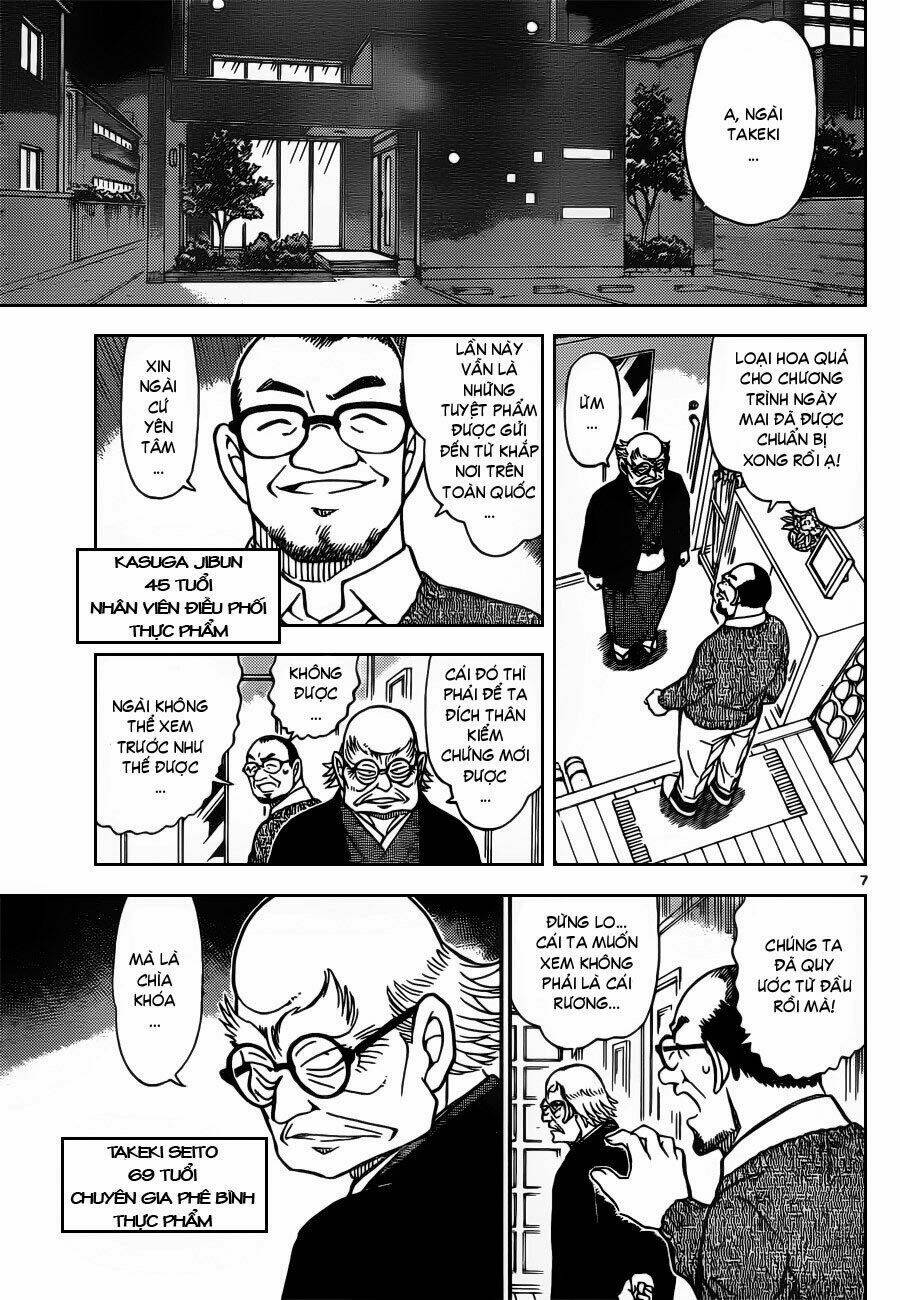 A, NGÀI
TAKEKI
...
LOẠI HOA QUẢ
CHO CHƯƠNG
TRÌNH NGÀY
MAI ĐÃ ĐƯỢC
CHUẨN BỊ
XONG RỒI Ạ!
ỪM
...
LẦN NÀY
VẪN LÀ
NHỮNG
TUYỆT PHẨM
ĐƯỢC GỬI
ĐẾN TỪ KHẮP
NƠI TRÊN
TOÀN QUỐC
...
XIN
NGÀI
CỨ YÊN
TÂM
...
KASUGA JIBUN
45 TUỔI
NHÂN VIÊN ĐIỀU PHỐI
THỰC PHẨM
CÁI ĐÓ THÌ
PHẢI ĐỂ TA
ĐÍCH THÂN
KIỂM
CHỨNG MỚI
ĐƯỢC
...
KHÔNG
ĐƯỢC
...
NGÀI KHÔNG
THỂ XEM
TRƯỚC NHƯ
THẾ ĐƯỢC
...
7
CHÚNG TA
ĐÃ QUY
ƯỚC TỪ ĐẦU
RỒI MÀ!
ĐỪNG LO...
CÁI TA MUỐN
XEM KHÔNG
PHẢI LÀ CÁI
RƯƠNG...
MÀ LÀ
CHÌA
KHÓA
...
TAKEKI SEITO
69 TUỔI
CHUYÊN GIA PHÊ BÌNH
THỰC PHẨM